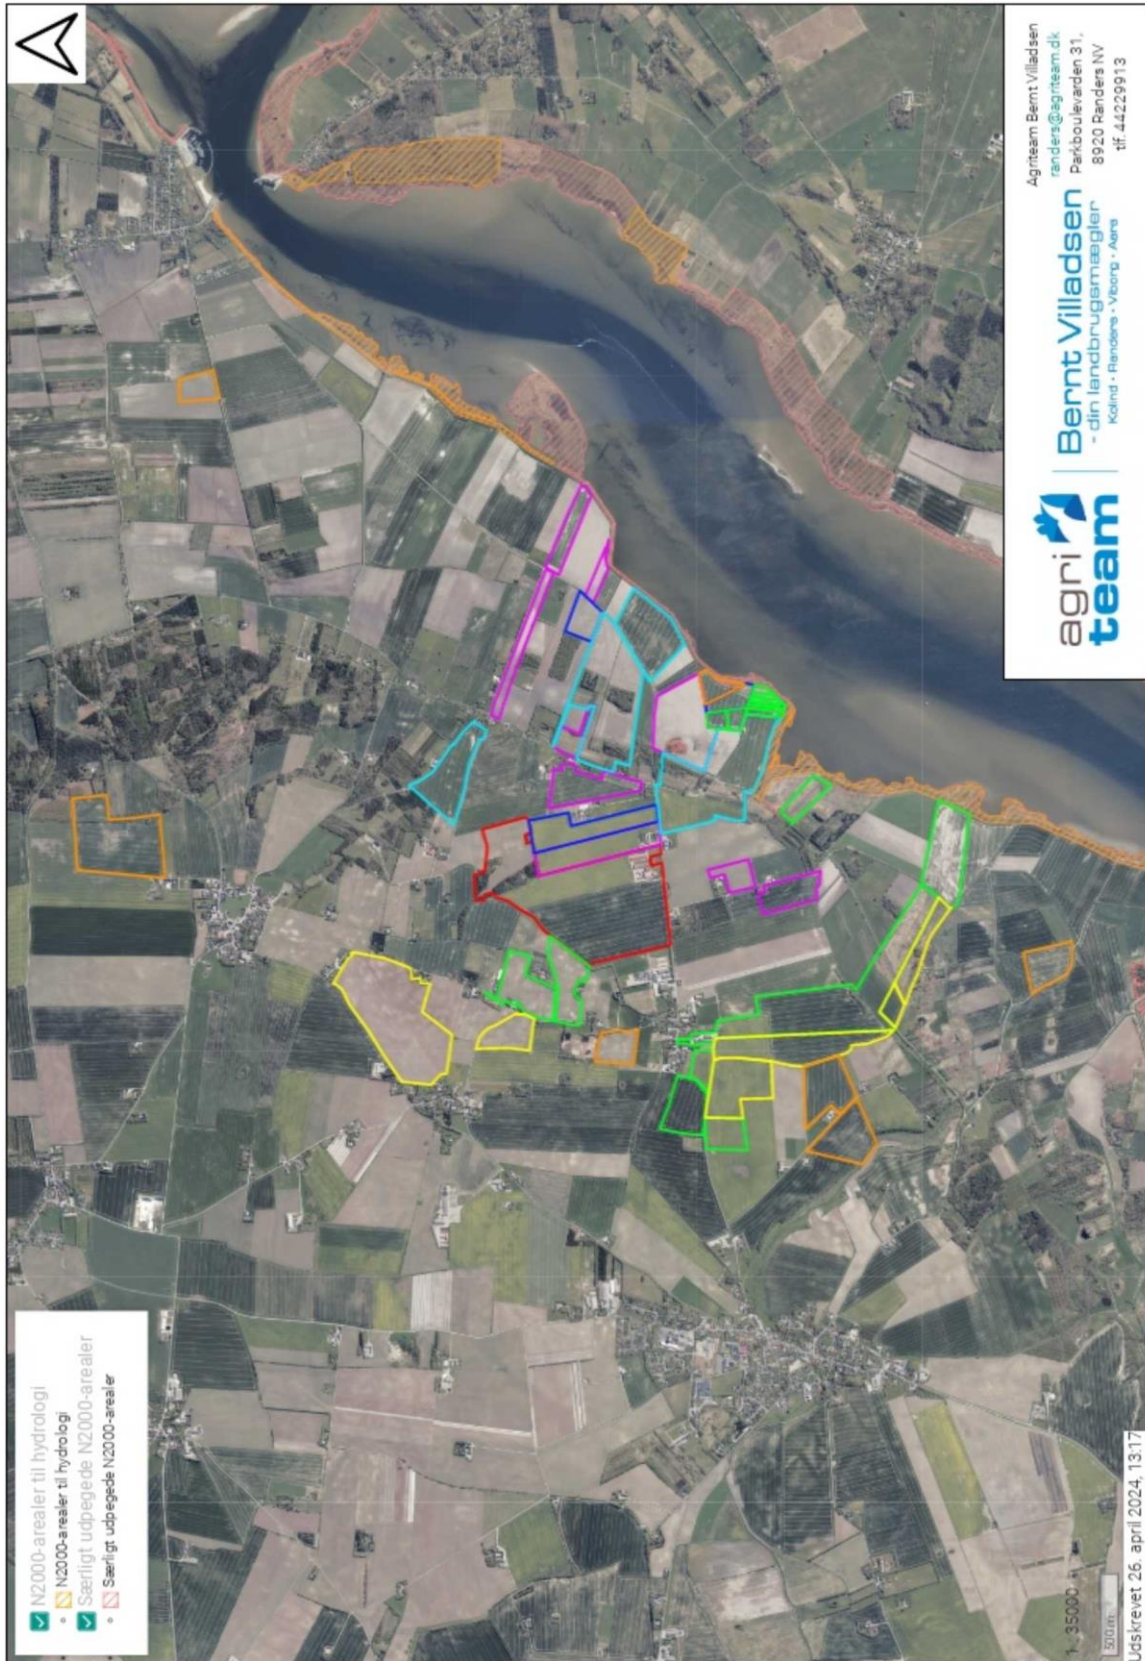 N2000-arealer til hydrologi
N2000-arealer til hydrologi
Særligt udpegede N2000-arealer
Særligt udpegede N2000-arealer
1: 35000
500 m
Udskrevet 26. april 2024, 13:17
agri
team
Bernt Villadsen
- din landbrugsmægler
Kolind • Randers • Viborg • Aars
Agriteam Bernt Villadsen
randers@agriteam.dk
Parkboulevarden 31,
8920 Randers NV
tlf. 44229913